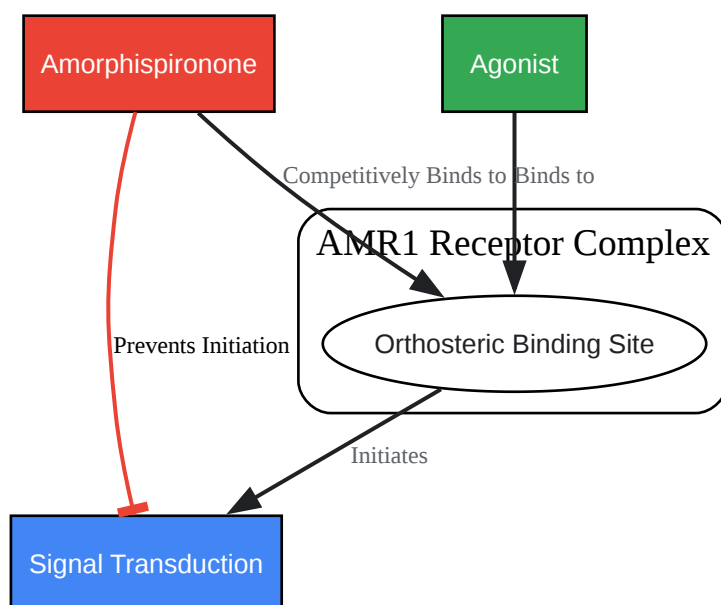 Amorphispironone
Agonist
Competitively Binds to
Binds to
AMR1 Receptor Complex
Prevents Initiation
Orthosteric Binding Site
Initiates
Signal Transduction